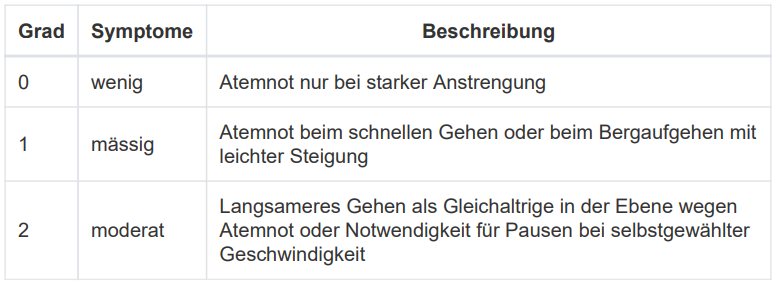 Grad Symptome Beschreibung
0 wenig Atemnot nur bei starker Anstrengung
1 mässig Atemnot beim schnellen Gehen oder beim Bergaufgehen mit
leichter Steigung
2 moderat Langsameres Gehen als Gleichaltrige in der Ebene wegen
Atemnot oder Notwendigkeit für Pausen bei selbstgewählter
Geschwindigkeit